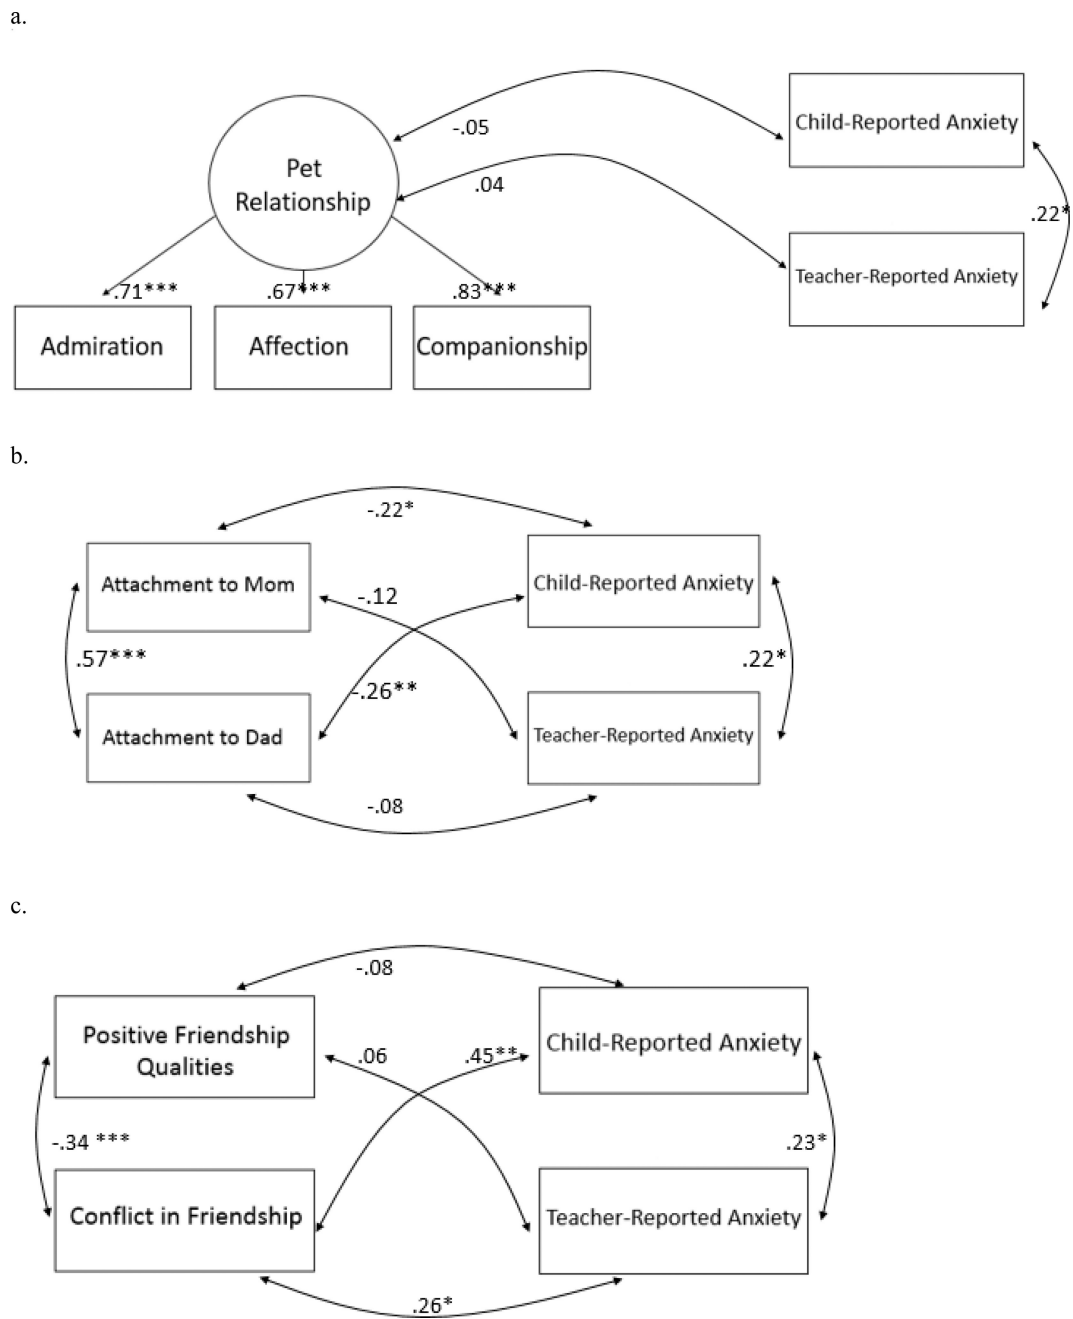 a.
Pet
Relationship
-.05
.04
Child-Reported Anxiety
.22*
Teacher-Reported Anxiety
.71***
.67***
.83***
Admiration
Affection
Companionship
b.
-.22*
Attachment to Mom
-.12
Child-Reported Anxiety
.57***
.22*
-.26**
Attachment to Dad
Teacher-Reported Anxiety
-.08
c.
-.08
Positive Friendship
Qualities
.06
.45**
Child-Reported Anxiety
-.34 ***
.23*
Conflict in Friendship
Teacher-Reported Anxiety
.26*